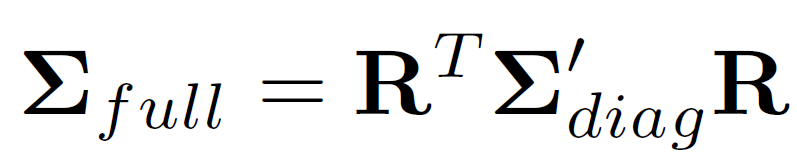 𝚺_{full} = 𝐑^T 𝚺′_{diag} 𝐑